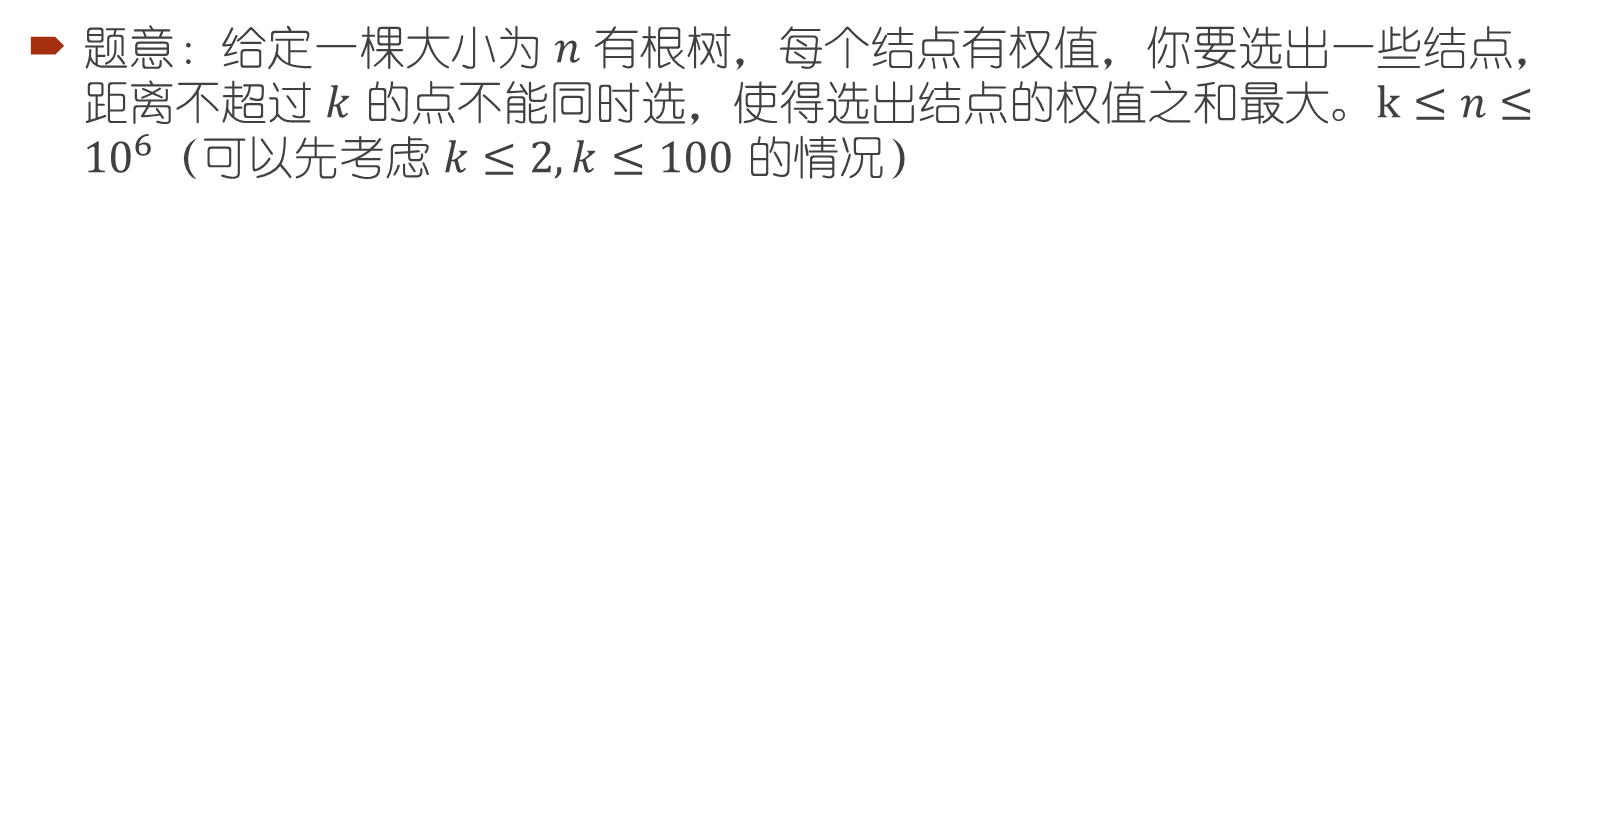 题意：给定一棵大小为 n 有根树，每个结点有权值，你要选出一些结点，
距离不超过 k 的点不能同时选，使得选出结点的权值之和最大。k ≤ n ≤
10⁶（可以先考虑 k ≤ 2, k ≤ 100 的情况）